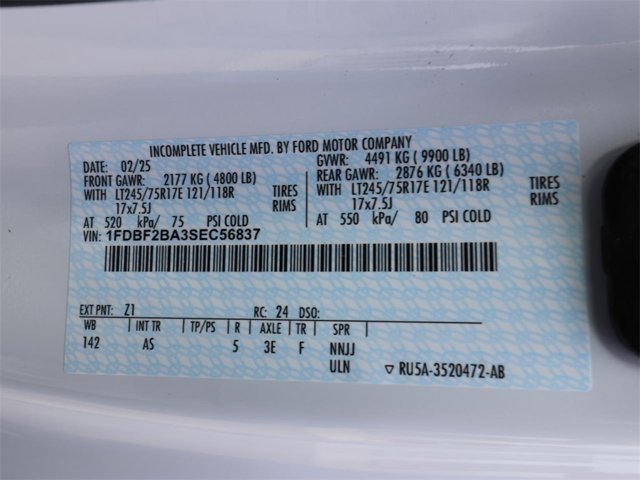 INCOMPLETE VEHICLE MFD. BY FORD MOTOR COMPANY
DATE: 02/25 GVWR: 4491 KG ( 9900 LB)
FRONT GAWR: 2177 KG ( 4800 LB) REAR GAWR: 2876 KG ( 6340 LB)
WITH LT245/75R17E 121/118R TIRES WITH LT245/75R17E 121/118R TIRES
17x7.5J RIMS 17x7.5J RIMS
AT 520 kPa/ 75 PSI COLD AT 550 kPa/ 80 PSI COLD
VIN: 1FDBF2BA3SEC56837
EXT PNT: Z1 RC: 24 DSO:
WB INT TR TP/PS R AXLE TR SPR
142 AS 5 3E F NNJJ
ULN ▽ RU5A-3520472-AB